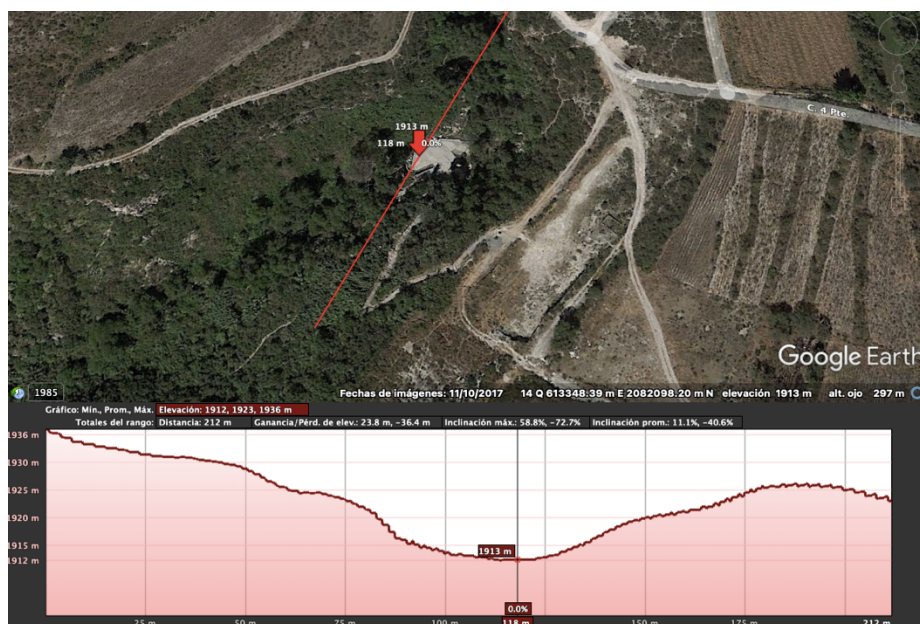 C. 4 Pte.
1913 m
118 m 0.0%
Google Earth
1985
Fechas de imágenes: 11/10/2017 14 Q 613348.39 m E 2082098.20 m N elevación 1913 m alt. ojo 297 m
Gráfico: Mín., Prom., Máx. Elevación: 1912, 1923, 1936 m
Totales del rango: Distancia: 212 m Ganancia/Pérd. de elev.: 23.8 m, -36.4 m Inclinación máx.: 58.8%, -72.7% Inclinación prom.: 11.1%, -40.6%
1936 m
1930 m
1925 m
1920 m
1915 m
1912 m
1913 m
0.0%
25 m 50 m 75 m 100 m 118 m 150 m 175 m 212 m